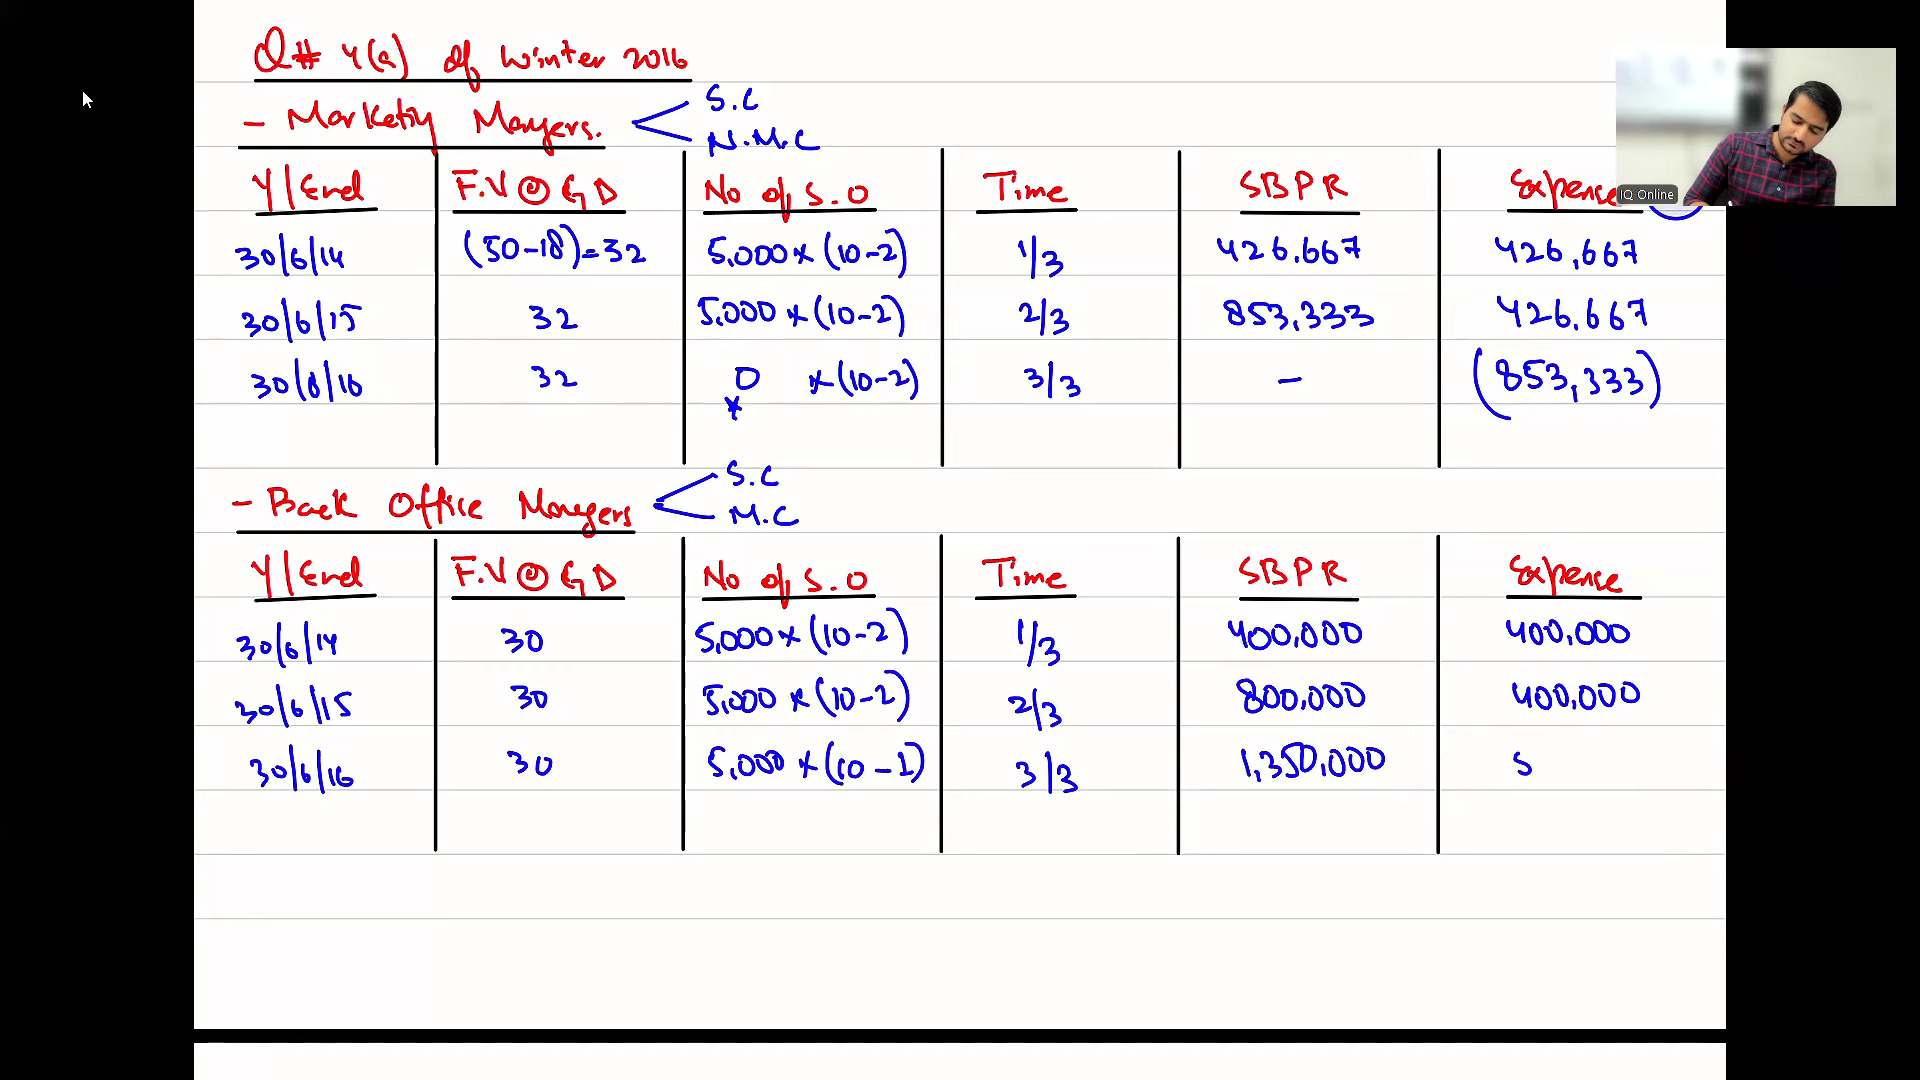 Q# 4(a) of Winter 2016
- Marketing Mangers. S.C
N.M.C
Y/End F.V@GD No of S.O Time SBPR Expense
IQ Online
30/6/14 (50-18)=32 5,000×(10-2) 1/3 426,667 426,667
30/6/15 32 5,000×(10-2) 2/3 853,333 426,667
30/6/16 32 0 ×(10-2) 3/3 - (853,333)
*
- Back Office Mangers S.C
M.C
Y/End F.V@GD No of S.O Time SBPR Expense
30/6/14 30 5,000×(10-2) 1/3 400,000 400,000
30/6/15 30 5,000×(10-2) 2/3 800,000 400,000
30/6/16 30 5,000×(10-1) 3/3 1,350,000 5